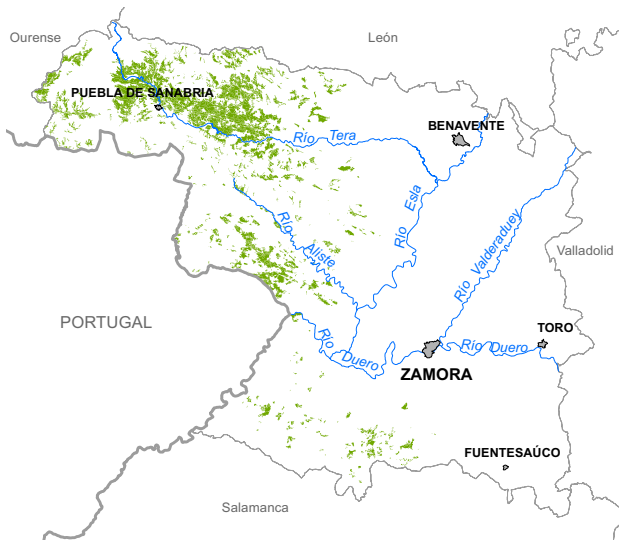 Ourense
León
PUEBLA DE SANABRIA
BENAVENTE
Río Tera
Río Esla
Río Aliste
Río Valderaduey
Valladolid
PORTUGAL
TORO
Río Duero
Río Duero
ZAMORA
FUENTESAÚCO
Salamanca